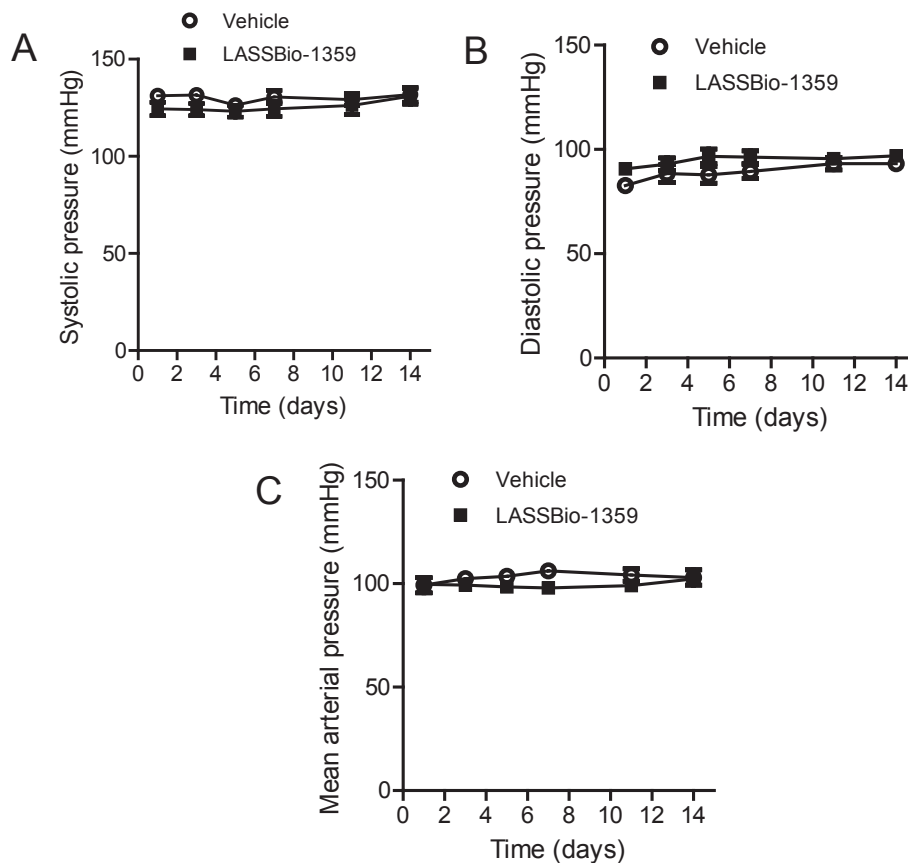 A
Vehicle
LASSBio-1359
Systolic pressure (mmHg)
150
100
50
0
0 2 4 6 8 10 12 14
Time (days)
B
Vehicle
LASSBio-1359
Diastolic pressure (mmHg)
150
100
50
0
0 2 4 6 8 10 12 14
Time (days)
C
Vehicle
LASSBio-1359
Mean arterial pressure (mmHg)
150
100
50
0
0 2 4 6 8 10 12 14
Time (days)